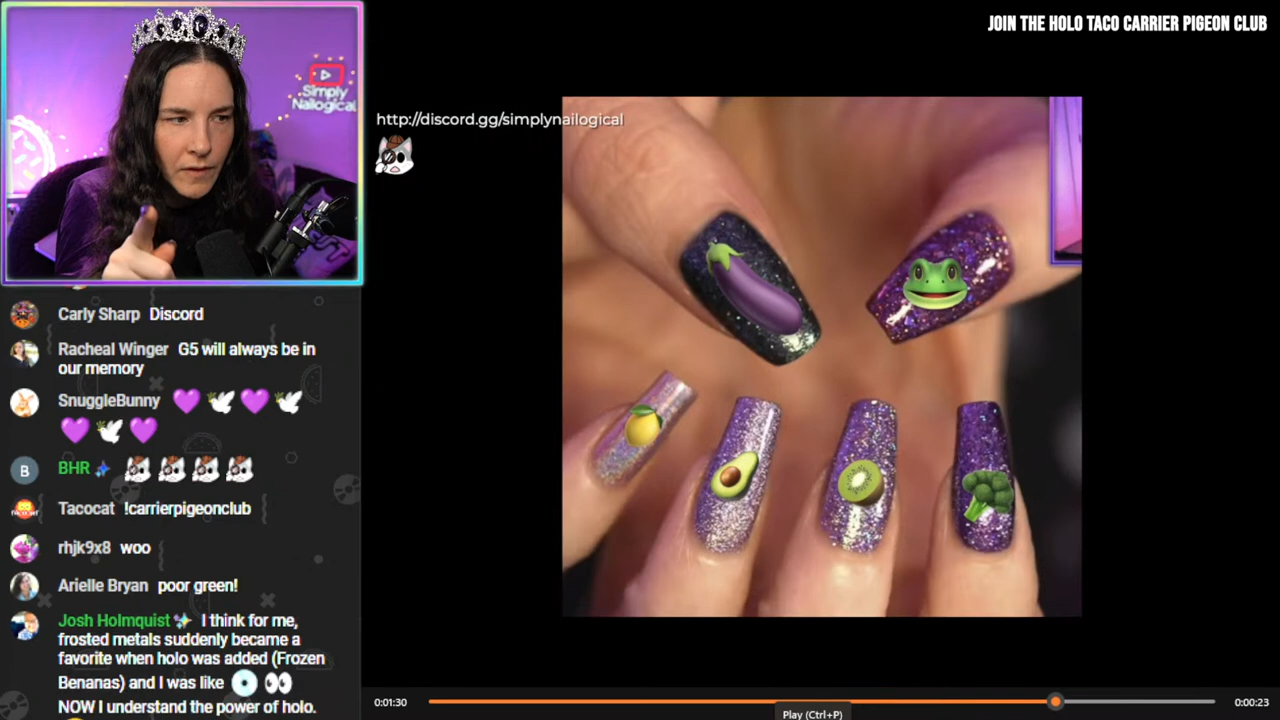 JOIN THE HOLO TACO CARRIER PIGEON CLUB
Simply
Nailogical
http://discord.gg/simplynailogical
Carly Sharp Discord
Racheal Winger G5 will always be in
our memory
SnuggleBunny
B BHR
Tacocat !carrierpigeonclub
rhjk9x8 woo
Arielle Bryan poor green!
Josh Holmquist I think for me,
frosted metals suddenly became a
favorite when holo was added (Frozen
Benanas) and I was like
NOW I understand the power of holo.
0:01:30
0:00:23
Play (Ctrl+P)